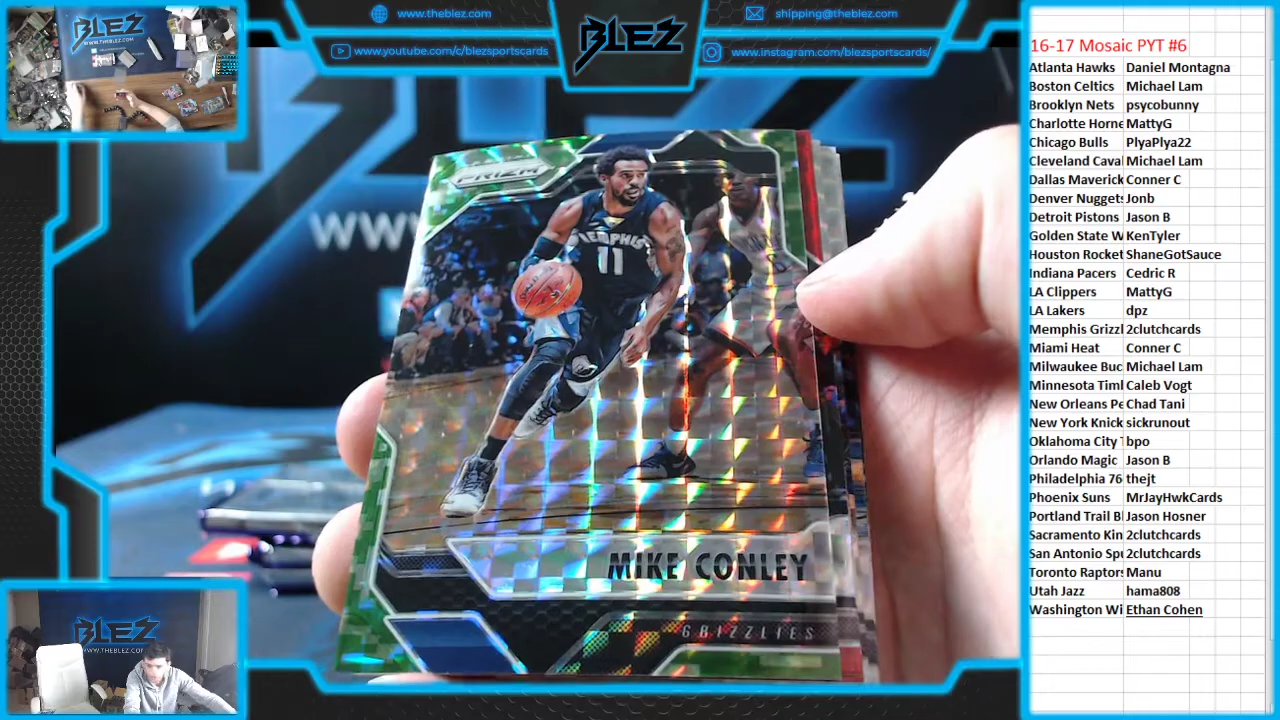 BLEZ
WWW.THEBLEZ.COM
www.theblez.com
www.youtube.com/c/blezsportscards
BLEZ
shipping@theblez.com
www.instagram.com/blezsportscards/
WWW
PRIZM
MEMPHIS
11
MIKE CONLEY
GRIZZLIES
BLEZ
WWW.THEBLEZ.COM
16-17 Mosaic PYT #6
Atlanta Hawks Daniel Montagna
Boston Celtics Michael Lam
Brooklyn Nets psycobunny
Charlotte Horne MattyG
Chicago Bulls PlyaPlya22
Cleveland Caval Michael Lam
Dallas Maverick Conner C
Denver Nuggets Jonb
Detroit Pistons Jason B
Golden State W KenTyler
Houston Rocket ShaneGotSauce
Indiana Pacers Cedric R
LA Clippers MattyG
LA Lakers dpz
Memphis Grizzl 2clutchcards
Miami Heat Conner C
Milwaukee Buc Michael Lam
Minnesota Timl Caleb Vogt
New Orleans Pe Chad Tani
New York Knick sickrunout
Oklahoma City T bpo
Orlando Magic Jason B
Philadelphia 76 thejt
Phoenix Suns MrJayHwkCards
Portland Trail Bl Jason Hosner
Sacramento Kin 2clutchcards
San Antonio Spu 2clutchcards
Toronto Raptors Manu
Utah Jazz hama808
Washington Wi Ethan Cohen